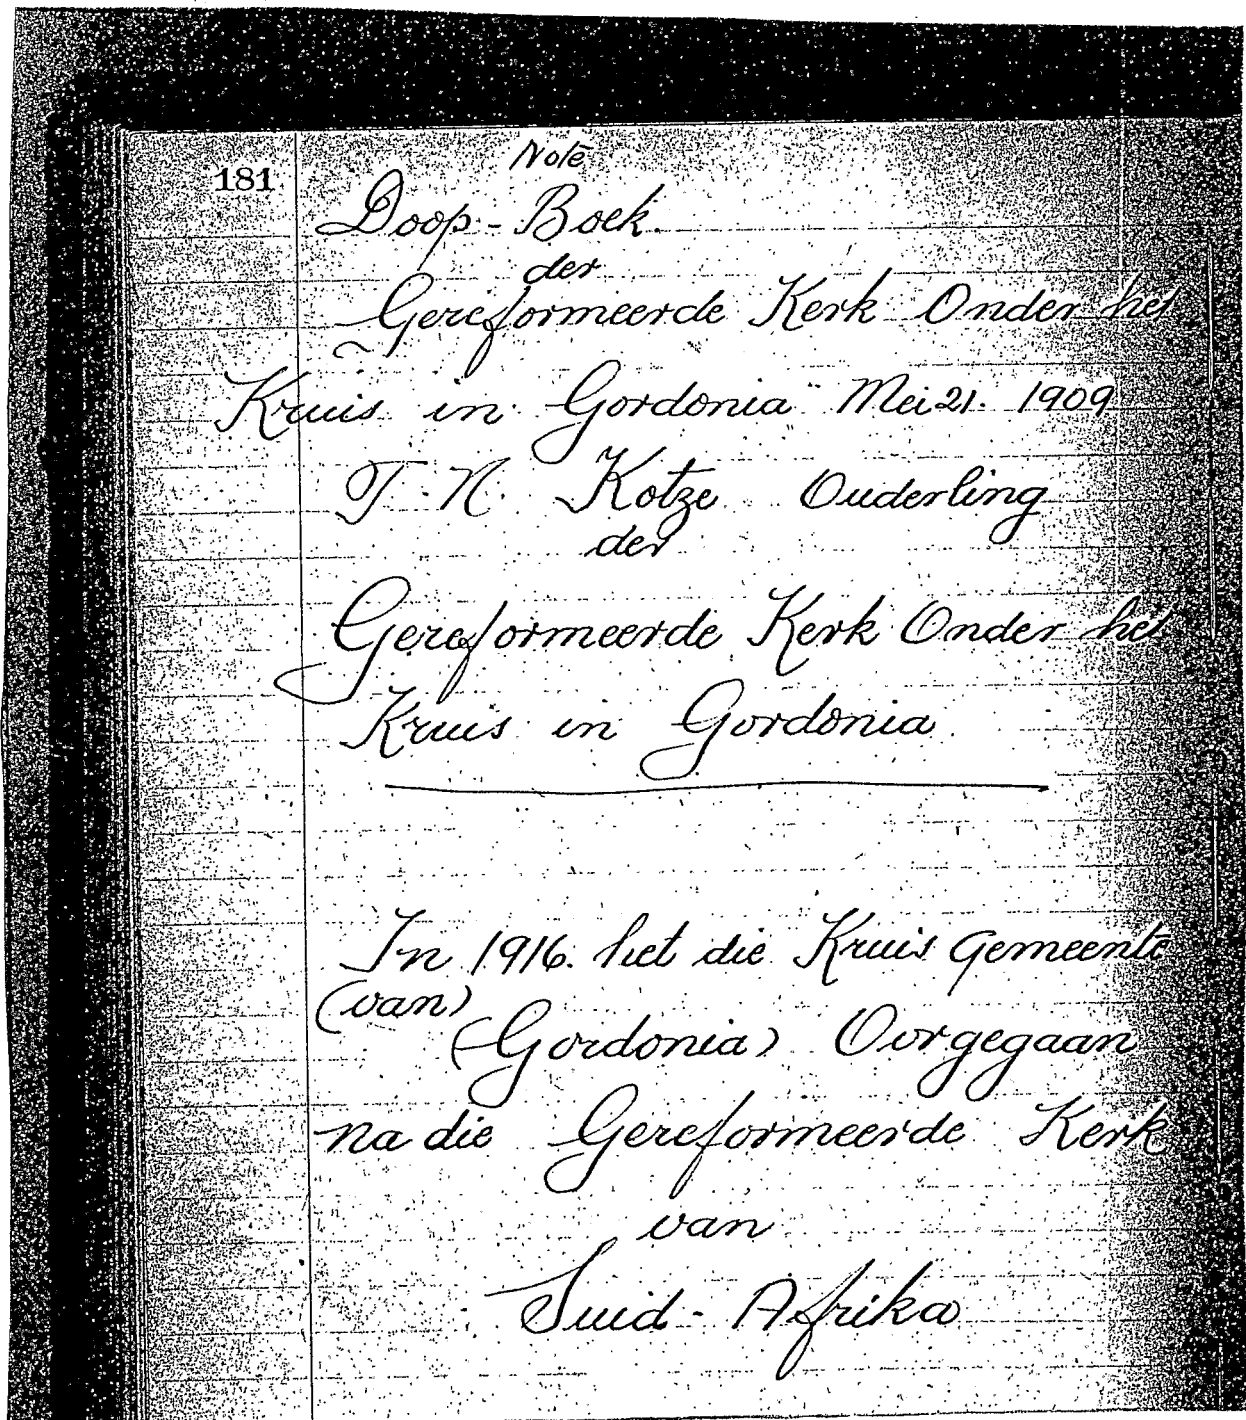 Note
181
Doop - Boek.
der
Gereformeerde Kerk Onder het
Kruis in Gordonia Mei 21. 1909
T. N. Kotze Ouderling
der
Gereformeerde Kerk Onder het
Kruis in Gordonia
In 1916. het die Kruis Gemeente
(van)
(Gordonia) Oorgegaan
na die Gereformeerde Kerk
van
Suid - Afrika